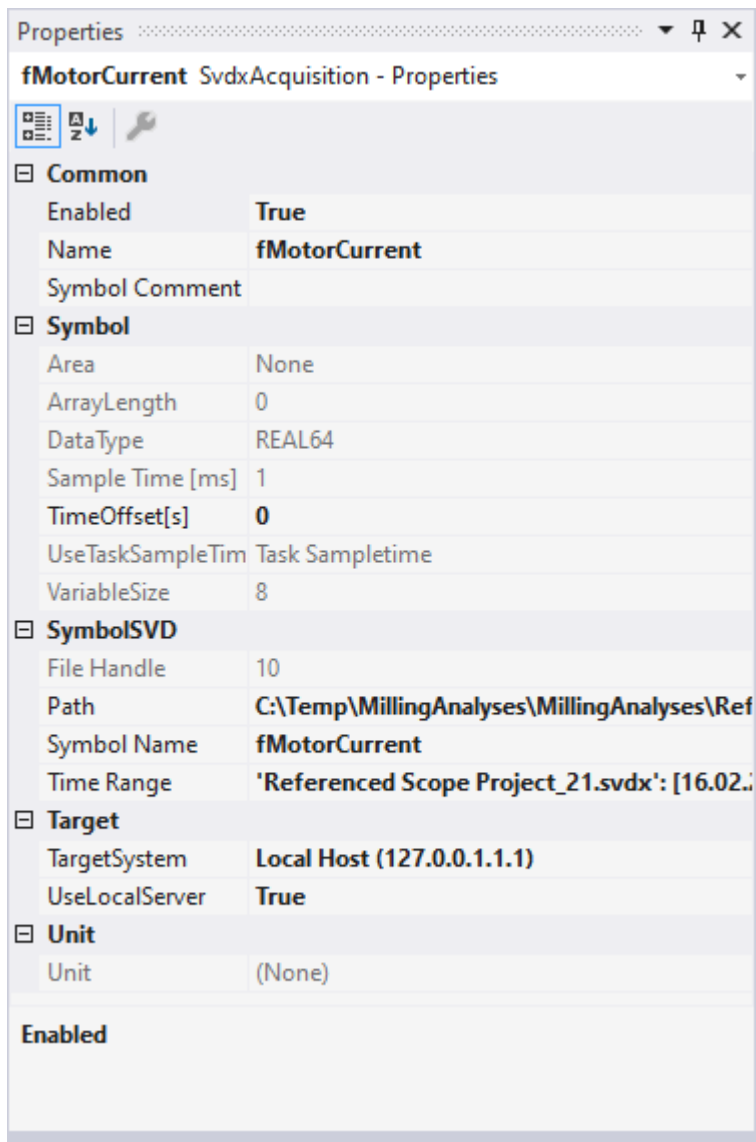 Properties
fMotorCurrent SvdxAcquisition - Properties
Common
Enabled True
Name fMotorCurrent
Symbol Comment
Symbol
Area None
ArrayLength 0
DataType REAL64
Sample Time [ms] 1
TimeOffset[s] 0
UseTaskSampleTim Task Sampletime
VariableSize 8
SymbolSVD
File Handle 10
Path C:\Temp\MillingAnalyses\MillingAnalyses\Ref
Symbol Name fMotorCurrent
Time Range 'Referenced Scope Project_21.svdx': [16.02.
Target
TargetSystem Local Host (127.0.0.1.1.1)
UseLocalServer True
Unit
Unit (None)
Enabled